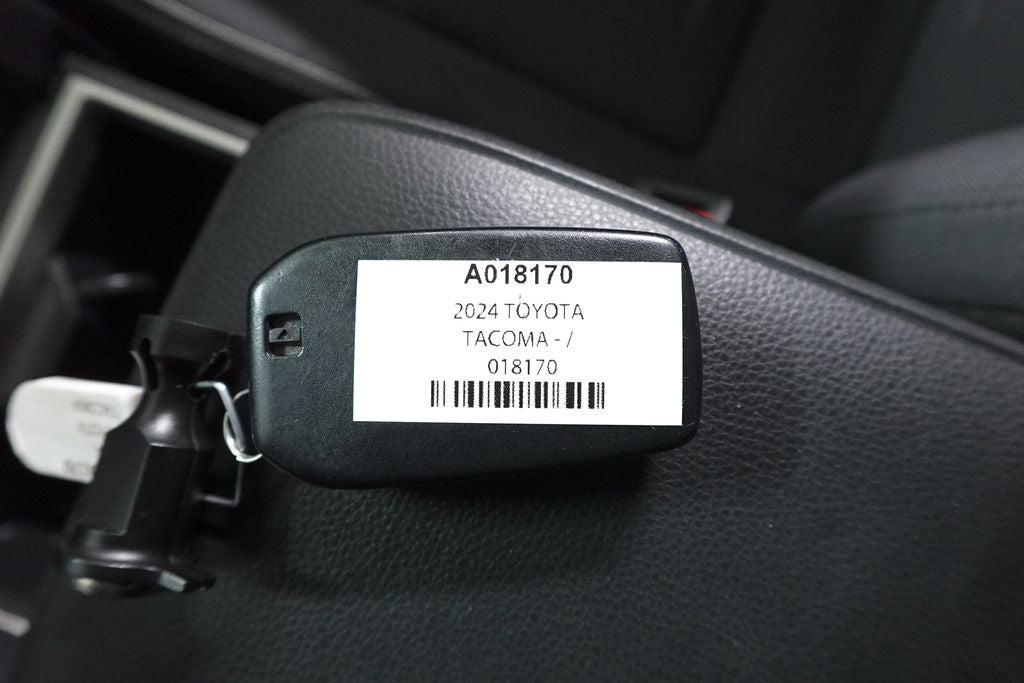 A018170
2024 TOYOTA
TACOMA - /
018170